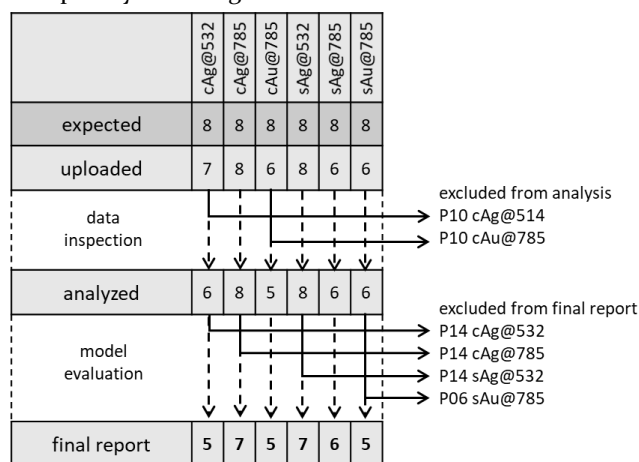 cAg@532 cAg@785 cAu@785 sAg@532 sAg@785 sAu@785
expected 8 8 8 8 8 8
uploaded 7 8 6 8 6 6
excluded from analysis
data
inspection
P10 cAg@514
P10 cAu@785
analyzed 6 8 5 8 6 6
excluded from final report
P14 cAg@532
model
evaluation
P14 cAg@785
P14 sAg@532
P06 sAu@785
final report 5 7 5 7 6 5